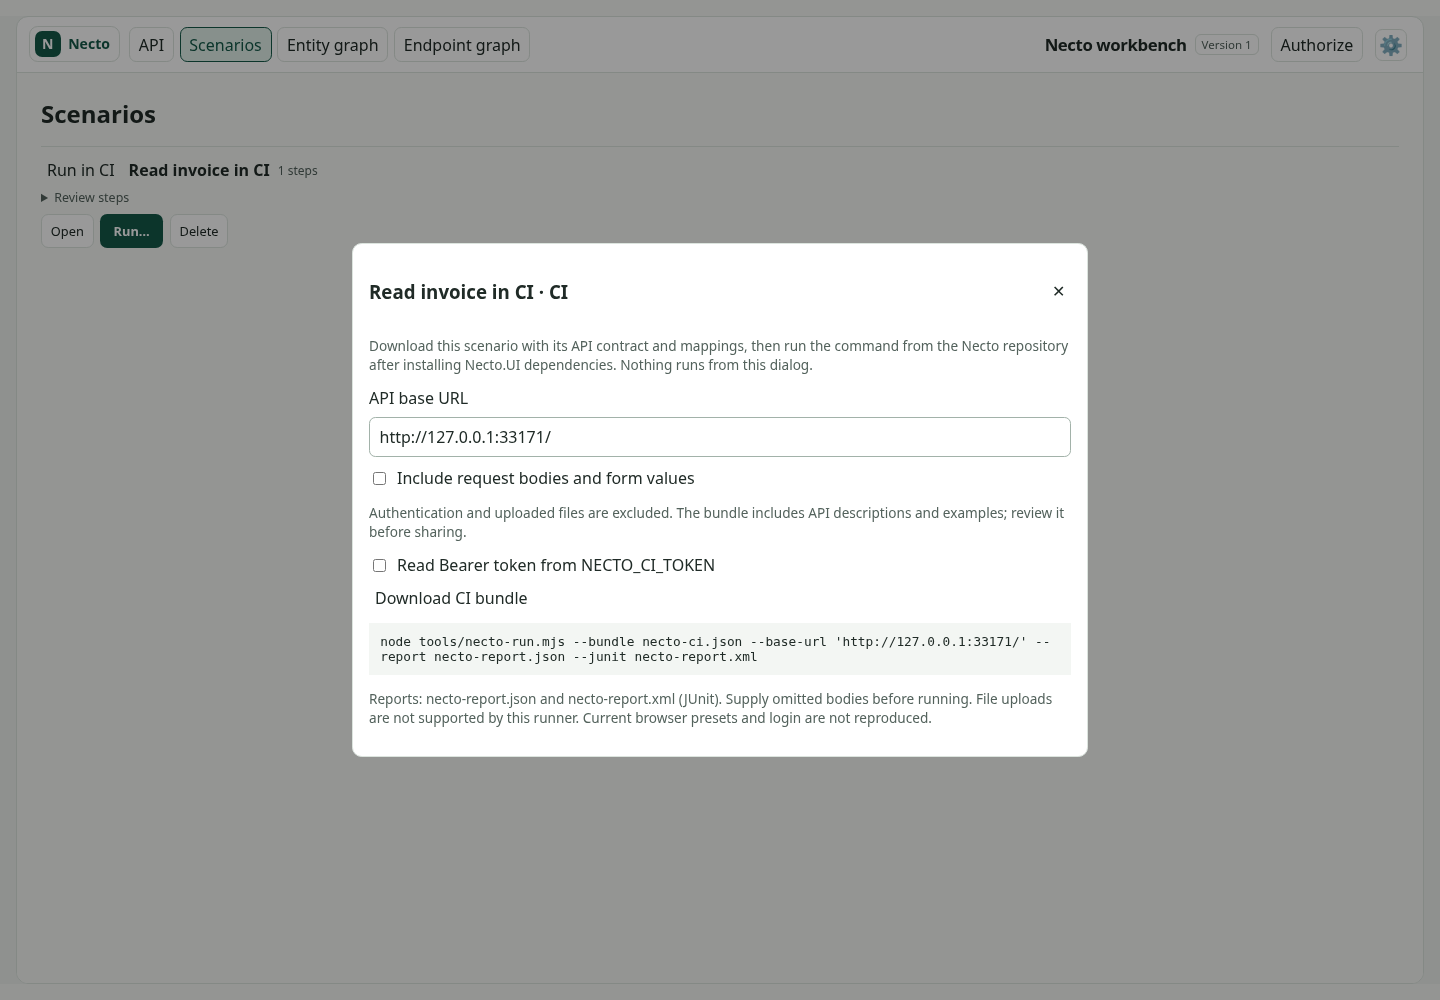 N Necto API Scenarios Entity graph Endpoint graph Necto workbench Version 1 Authorize
Scenarios
Run in CI Read invoice in CI 1 steps
Review steps
Open Run... Delete
Read invoice in CI · CI ×
Download this scenario with its API contract and mappings, then run the command from the Necto repository
after installing Necto.UI dependencies. Nothing runs from this dialog.
API base URL
http://127.0.0.1:33171/
Include request bodies and form values
Authentication and uploaded files are excluded. The bundle includes API descriptions and examples; review it
before sharing.
Read Bearer token from NECTO_CI_TOKEN
Download CI bundle
node tools/necto-run.mjs --bundle necto-ci.json --base-url 'http://127.0.0.1:33171/' --
report necto-report.json --junit necto-report.xml
Reports: necto-report.json and necto-report.xml (JUnit). Supply omitted bodies before running. File uploads
are not supported by this runner. Current browser presets and login are not reproduced.